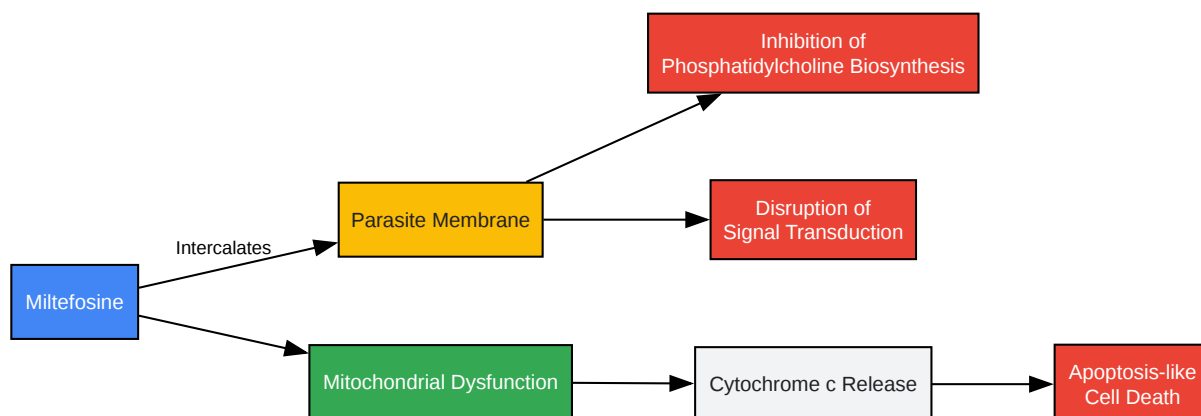 Inhibition of
Phosphatidylcholine Biosynthesis
Parasite Membrane
Disruption of
Signal Transduction
Intercalates
Miltefosine
Mitochondrial Dysfunction
Cytochrome c Release
Apoptosis-like
Cell Death